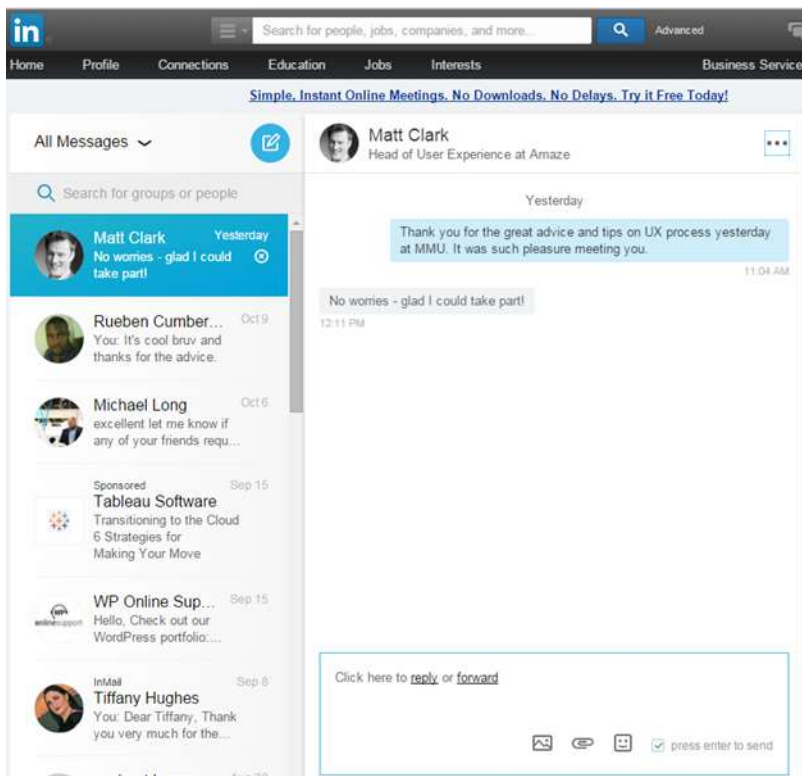 in
Search for people, jobs, companies, and more...
Advanced
Home Profile Connections Education Jobs Interests Business Service
Simple, Instant Online Meetings. No Downloads. No Delays. Try it Free Today!
All Messages
Search for groups or people
Matt Clark Yesterday
No worries - glad I could
take part!
Rueben Cumber... Oct 9
You: It's cool bruv and
thanks for the advice.
Michael Long Oct 6
excellent let me know if
any of your friends requ...
Sponsored Sep 15
Tableau Software
Transitioning to the Cloud
6 Strategies for
Making Your Move
WP Online Sup... Sep 15
Hello, Check out our
WordPress portfolio:...
WP
onlinesupport
InMail Sep 8
Tiffany Hughes
You: Dear Tiffany, Thank
you very much for the...
Matt Clark
Head of User Experience at Amaze
Yesterday
Thank you for the great advice and tips on UX process yesterday
at MMU. It was such pleasure meeting you.
11:04 AM
No worries - glad I could take part!
12:11 PM
Click here to reply or forward
press enter to send